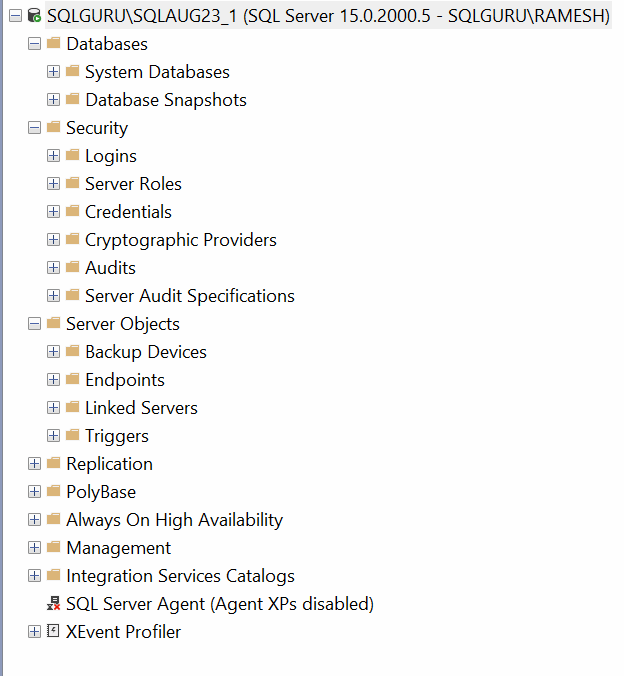 SQLGURU\SQLAUG23_1 (SQL Server 15.0.2000.5 - SQLGURU\RAMESH)
Databases
System Databases
Database Snapshots
Security
Logins
Server Roles
Credentials
Cryptographic Providers
Audits
Server Audit Specifications
Server Objects
Backup Devices
Endpoints
Linked Servers
Triggers
Replication
PolyBase
Always On High Availability
Management
Integration Services Catalogs
SQL Server Agent (Agent XPs disabled)
XEvent Profiler